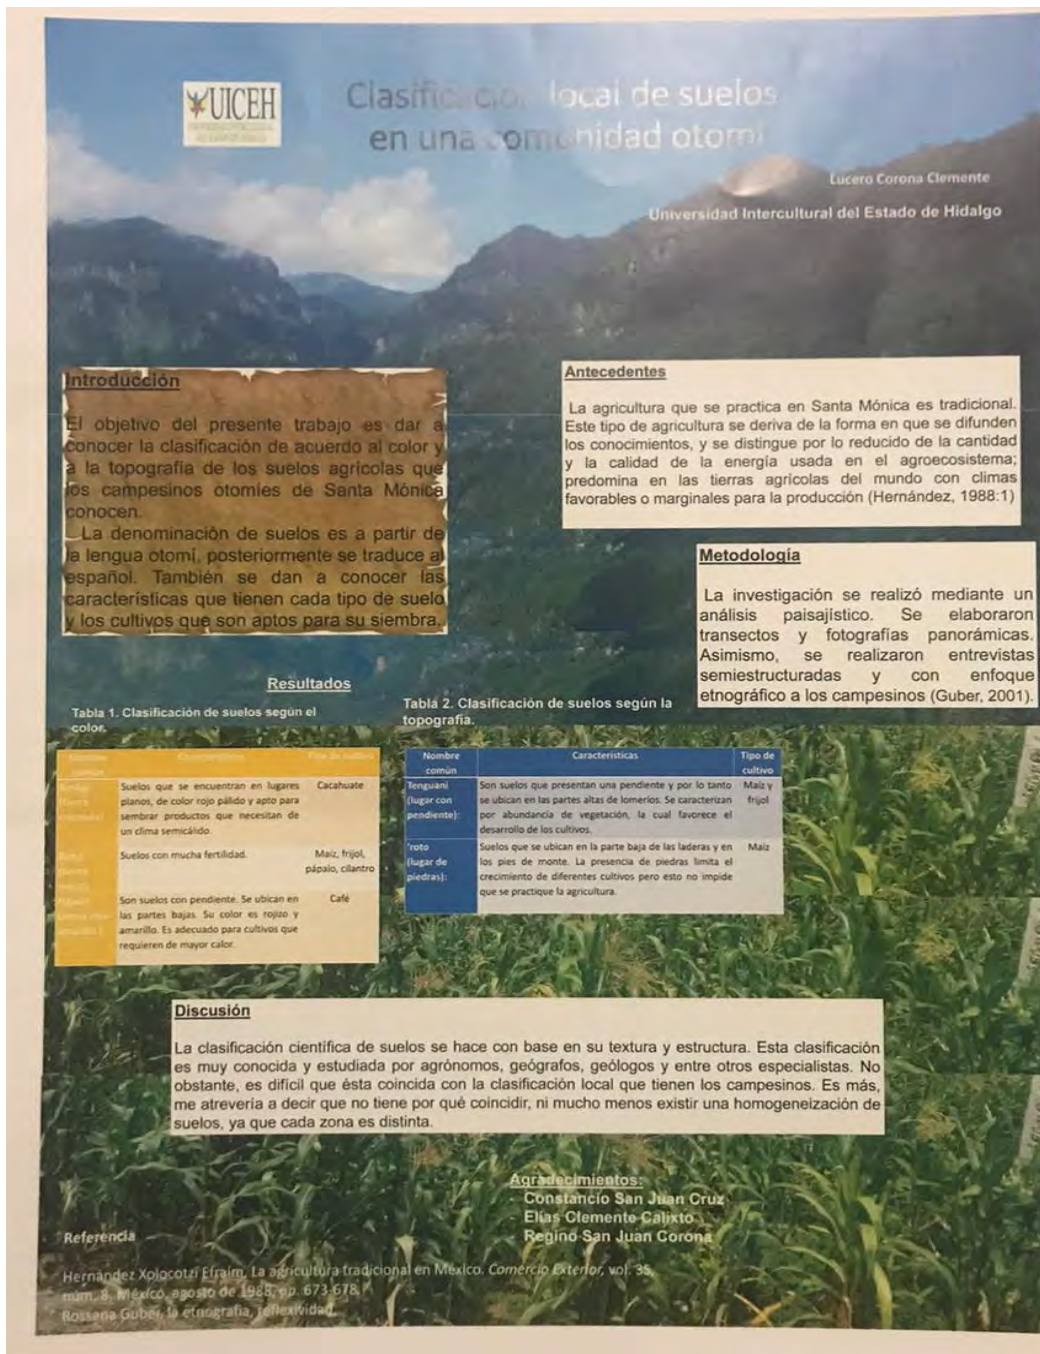 UICEH
Clasificación local de suelos
en una comunidad otomí
Lucero Corona Clemente
Universidad Intercultural del Estado de Hidalgo
Introducción
El objetivo del presente trabajo es dar a
conocer la clasificación de acuerdo al color y
a la topografía de los suelos agrícolas que
los campesinos otomíes de Santa Mónica
conocen.
La denominación de suelos es a partir de
la lengua otomí, posteriormente se traduce al
español. También se dan a conocer las
características que tienen cada tipo de suelo
y los cultivos que son aptos para su siembra.
Antecedentes
La agricultura que se practica en Santa Mónica es tradicional.
Este tipo de agricultura se deriva de la forma en que se difunden
los conocimientos, y se distingue por lo reducido de la cantidad
y la calidad de la energía usada en el agroecosistema;
predomina en las tierras agrícolas del mundo con climas
favorables o marginales para la producción (Hernández, 1988:1)
Metodología
La investigación se realizó mediante un
análisis paisajístico. Se elaboraron
transectos y fotografías panorámicas.
Asimismo, se realizaron entrevistas
semiestructuradas y con enfoque
etnográfico a los campesinos (Guber, 2001).
Resultados
Tabla 1. Clasificación de suelos según el
color.
Características
Suelos que se encuentran en lugares
planos, de color rojo pálido y apto para
sembrar productos que necesitan de
un clima semicálido.
Cacahuate
Suelos con mucha fertilidad.
Maíz, frijol,
pápalo, cilantro
Son suelos con pendiente. Se ubican en
las partes bajas. Su color es rojizo y
amarillo. Es adecuado para cultivos que
requieren de mayor calor.
Café
Tabla 2. Clasificación de suelos según la
topografía.
Nombre
común
Características
Tipo de
cultivo
Tenguani
(lugar con
pendiente):
Suelos que presentan una pendiente y por lo tanto
se ubican en las partes altas de lomeríos. Se caracterizan
por abundancia de vegetación, la cual favorece el
desarrollo de los cultivos.
Maíz y
frijol
'roto
(lugar de
piedras):
Suelos que se ubican en la parte baja de las laderas y en
los pies de monte. La presencia de piedras limita el
crecimiento de diferentes cultivos pero esto no impide
que se practique la agricultura.
Maíz
Discusión
La clasificación científica de suelos se hace con base en su textura y estructura. Esta clasificación
es muy conocida y estudiada por agrónomos, geógrafos, geólogos y entre otros especialistas. No
obstante, es difícil que ésta coincida con la clasificación local que tienen los campesinos. Es más,
me atrevería a decir que no tiene por qué coincidir, ni mucho menos existir una homogeneización de
suelos, ya que cada zona es distinta.
Agradecimientos:
- Constancio San Juan Cruz
- Elías Clemente Calixto
- Regino San Juan Corona
Referencia
Hernández Xolocotzi Efraim, La agricultura tradicional en México. Comercio Exterior, vol. 35,
núm. 8. México, agosto de 1988, pp. 673-678.
Rossana Guber, la etnografía, reflexividad.